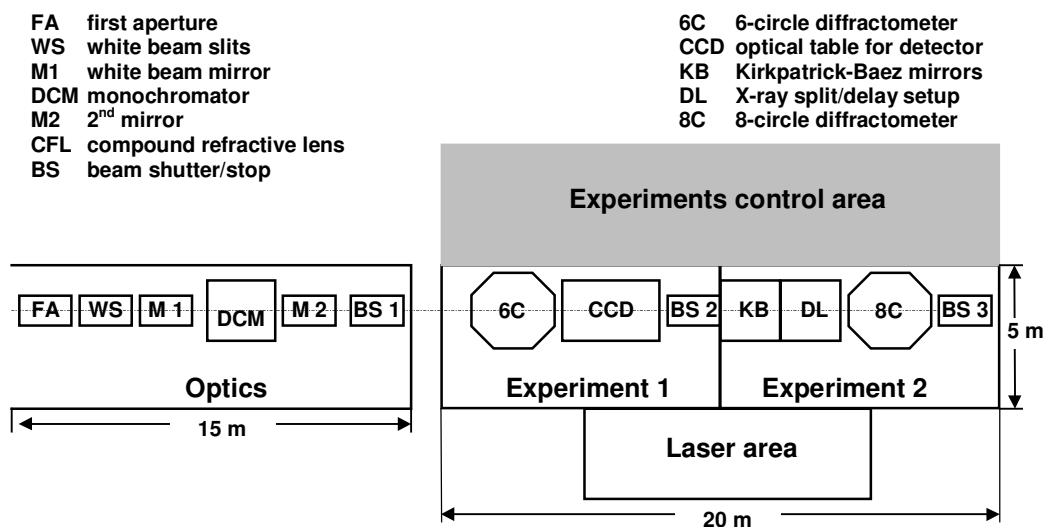 FA first aperture
WS white beam slits
M1 white beam mirror
DCM monochromator
M2 2nd mirror
CFL compound refractive lens
BS beam shutter/stop
6C 6-circle diffractometer
CCD optical table for detector
KB Kirkpatrick-Baez mirrors
DL X-ray split/delay setup
8C 8-circle diffractometer
Experiments control area
FA WS M 1 DCM M 2 BS 1 6C CCD BS 2 KB DL 8C BS 3
5 m
Optics Experiment 1 Experiment 2
15 m
Laser area
20 m